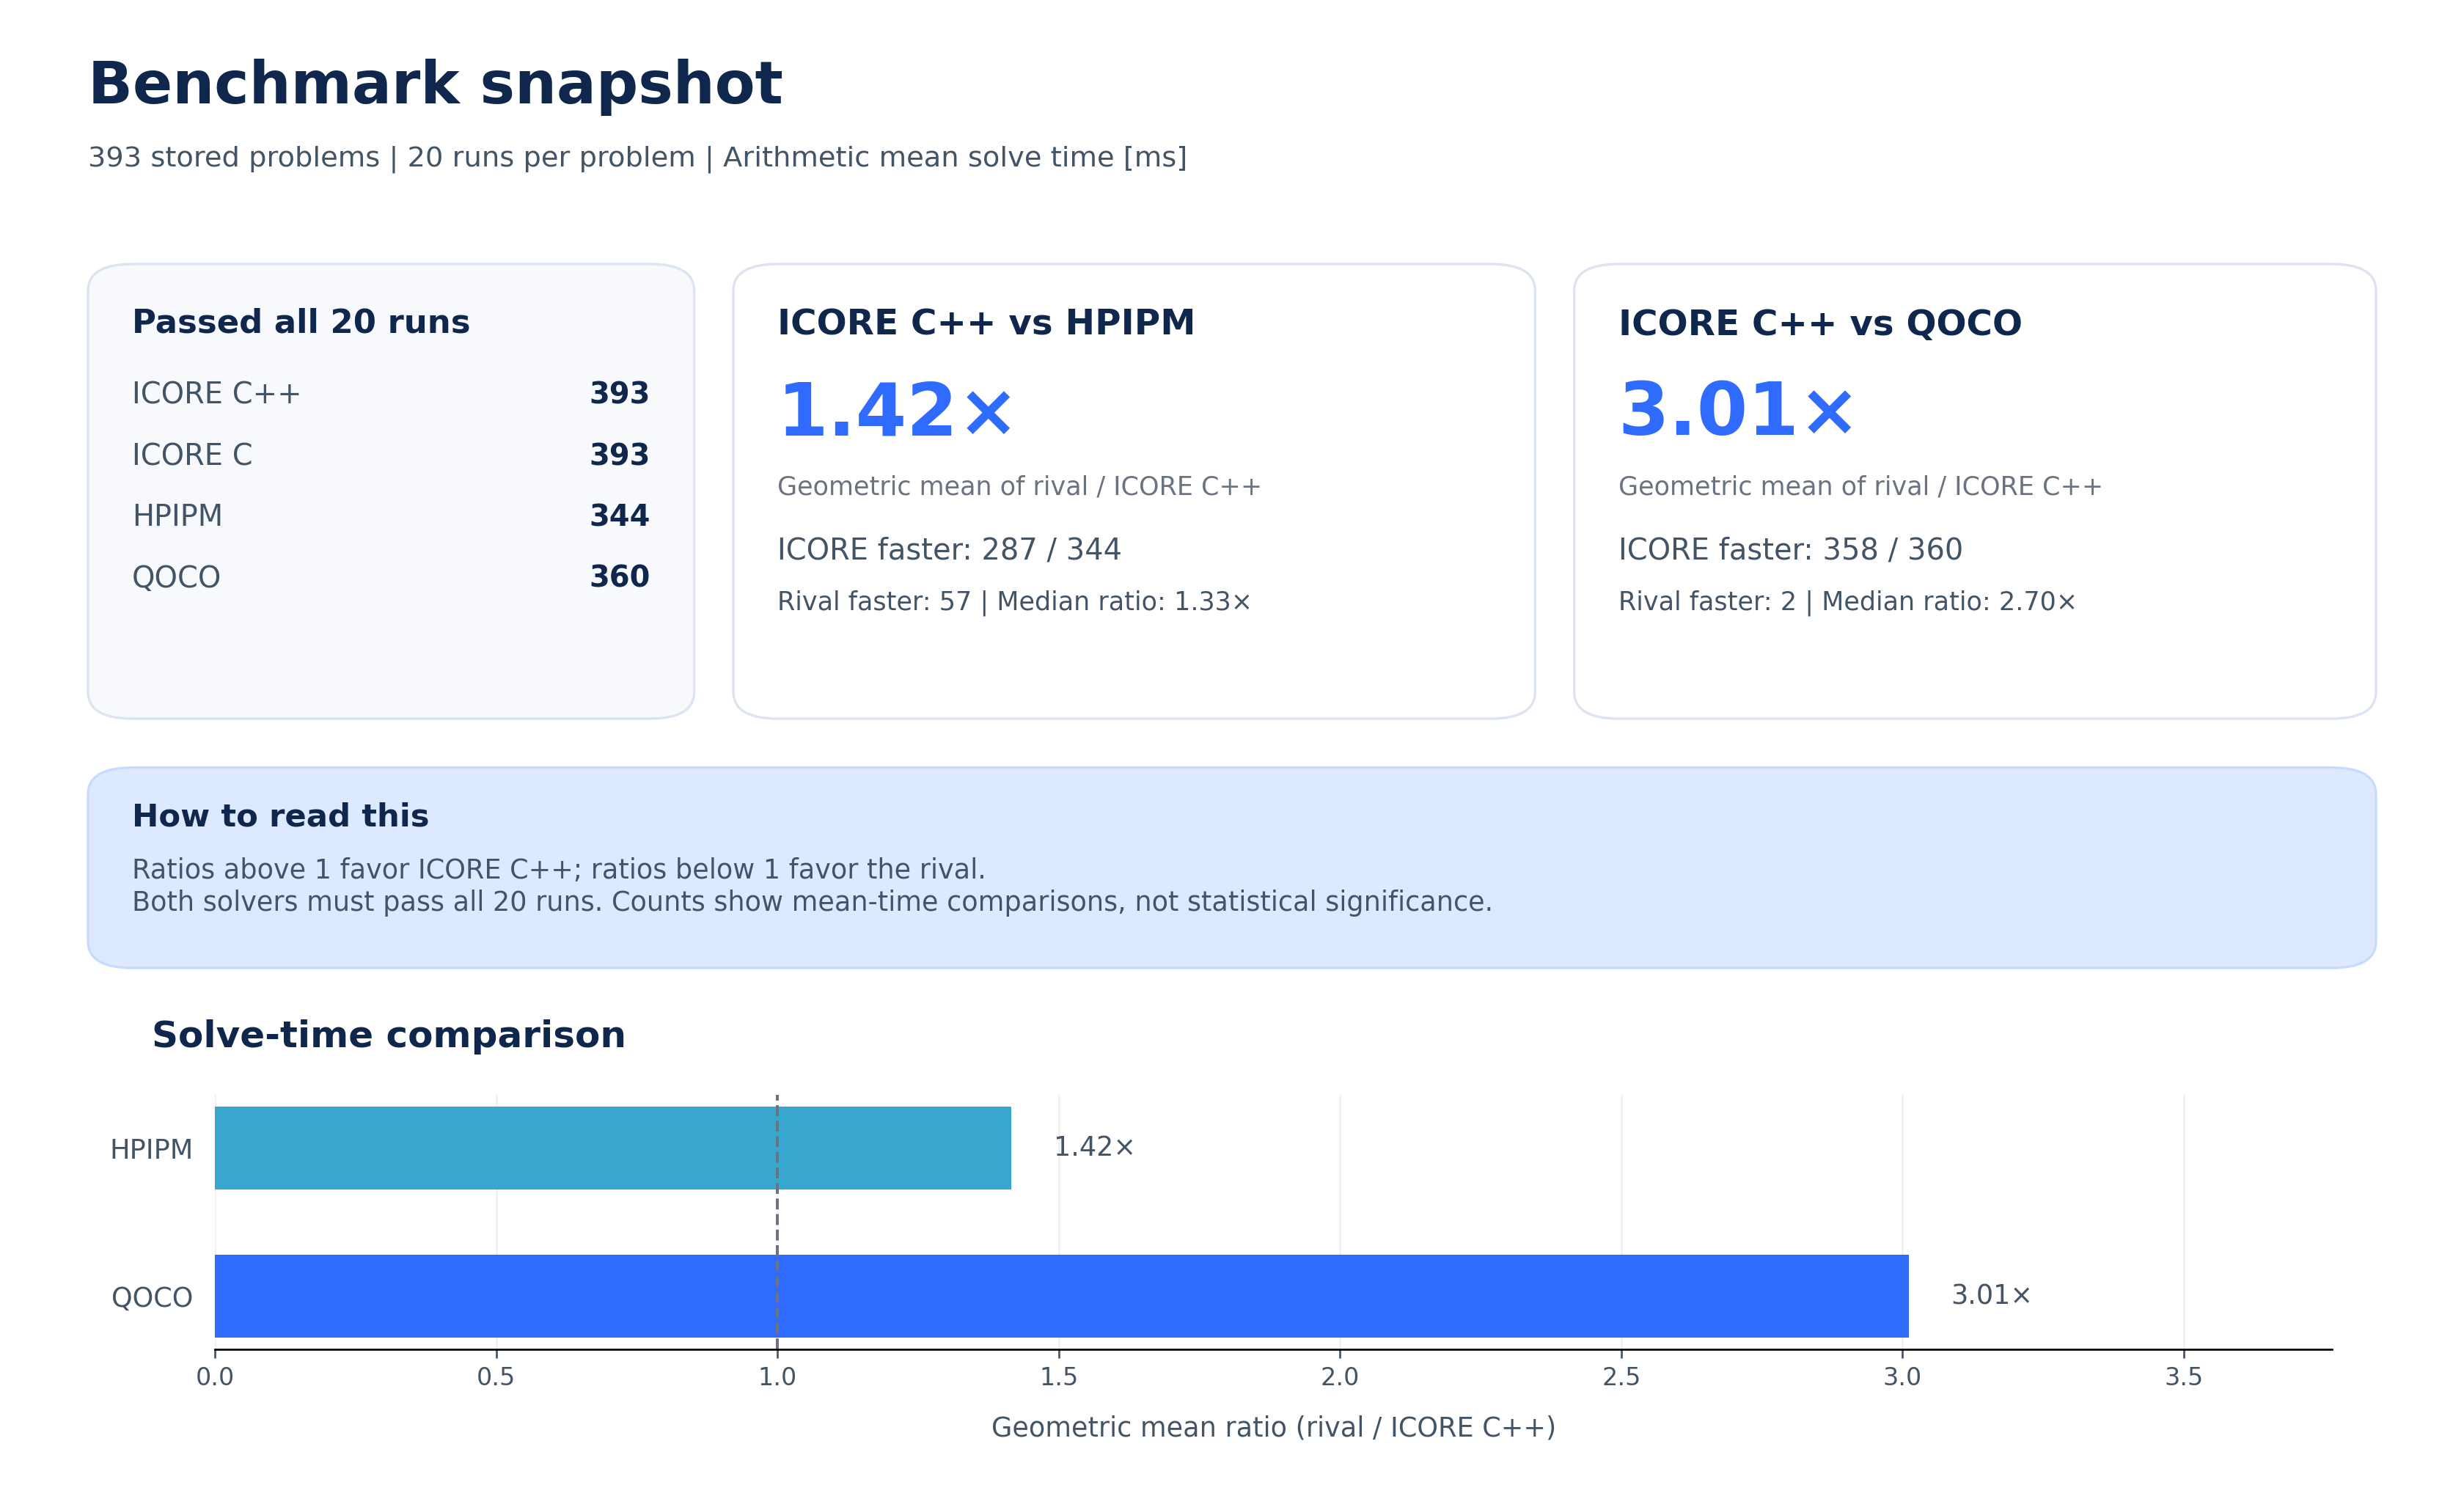 Benchmark snapshot
393 stored problems | 20 runs per problem | Arithmetic mean solve time [ms]
Passed all 20 runs
ICORE C++ 393
ICORE C 393
HPIPM 344
QOCO 360
ICORE C++ vs HPIPM
1.42×
Geometric mean of rival / ICORE C++
ICORE faster: 287 / 344
Rival faster: 57 | Median ratio: 1.33×
ICORE C++ vs QOCO
3.01×
Geometric mean of rival / ICORE C++
ICORE faster: 358 / 360
Rival faster: 2 | Median ratio: 2.70×
How to read this
Ratios above 1 favor ICORE C++; ratios below 1 favor the rival.
Both solvers must pass all 20 runs. Counts show mean-time comparisons, not statistical significance.
Solve-time comparison
HPIPM 1.42×
QOCO 3.01×
0.0 0.5 1.0 1.5 2.0 2.5 3.0 3.5
Geometric mean ratio (rival / ICORE C++)